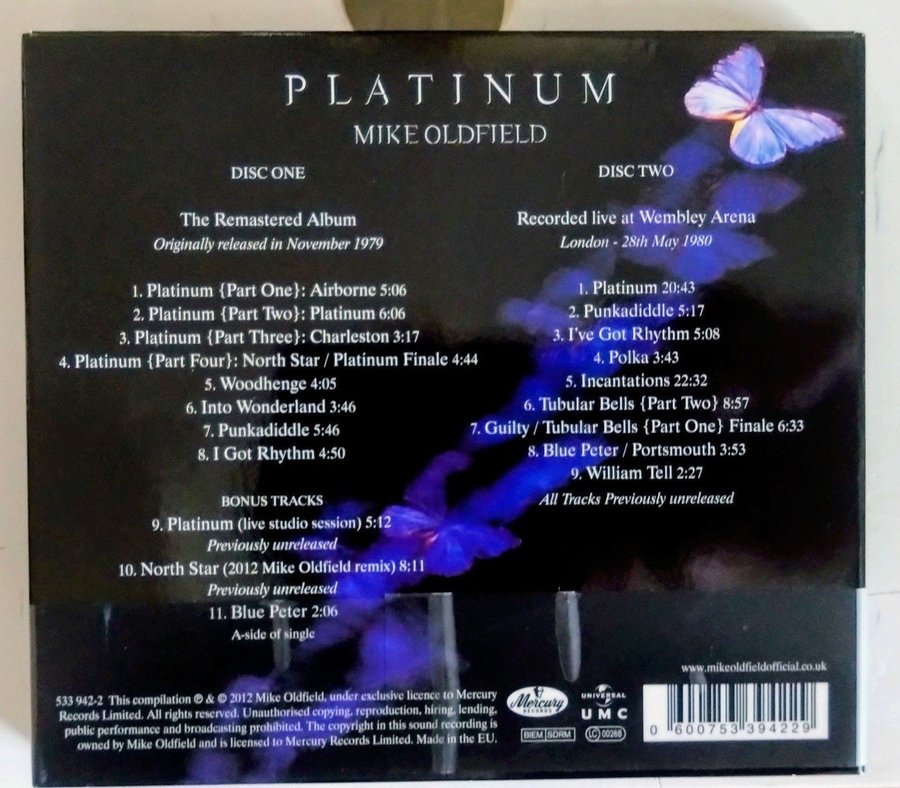 PLATINUM
MIKE OLDFIELD
DISC ONE
The Remastered Album
Originally released in November 1979
1. Platinum {Part One}: Airborne 5:06
2. Platinum {Part Two}: Platinum 6:06
3. Platinum {Part Three}: Charleston 3:17
4. Platinum {Part Four}: North Star / Platinum Finale 4:44
5. Woodhenge 4:05
6. Into Wonderland 3:46
7. Punkadiddle 5:46
8. I Got Rhythm 4:50
BONUS TRACKS
9. Platinum (live studio session) 5:12
Previously unreleased
10. North Star (2012 Mike Oldfield remix) 8:11
Previously unreleased
11. Blue Peter 2:06
A-side of single
DISC TWO
Recorded live at Wembley Arena
London - 28th May 1980
1. Platinum 20:43
2. Punkadiddle 5:17
3. I've Got Rhythm 5:08
4. Polka 3:43
5. Incantations 22:32
6. Tubular Bells {Part Two} 8:57
7. Guilty / Tubular Bells {Part One} Finale 6:33
8. Blue Peter / Portsmouth 3:53
9. William Tell 2:27
All Tracks Previously unreleased
www.mikeoldfieldofficial.co.uk
533 942-2 This compilation ℗ & © 2012 Mike Oldfield, under exclusive licence to Mercury
Records Limited. All rights reserved. Unauthorised copying, reproduction, hiring, lending,
public performance and broadcasting prohibited. The copyright in this sound recording is
owned by Mike Oldfield and is licensed to Mercury Records Limited. Made in the EU.
Mercury
RECORDS
BIEM SDRM
UNIVERSAL
UMC
LC 00268
0 600753 394229